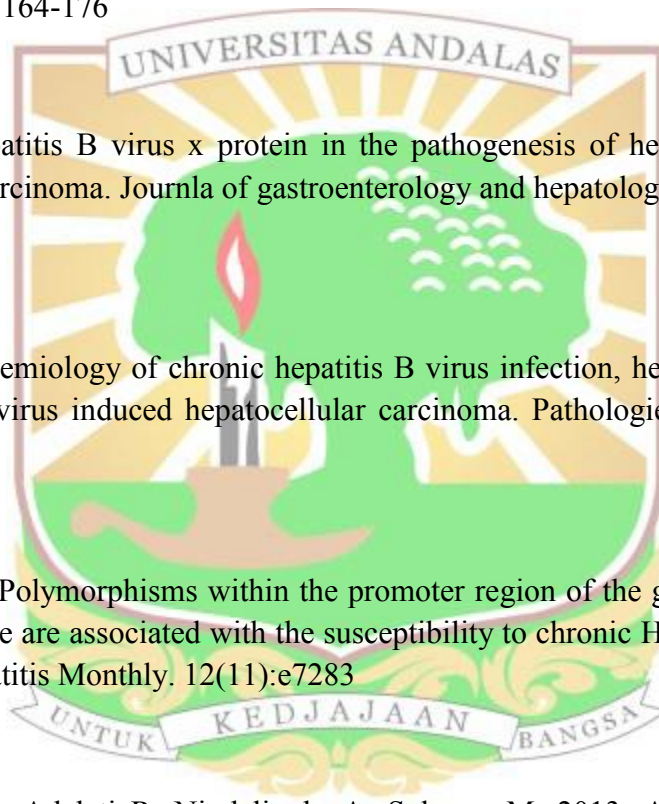 164-176
UNIVERSITAS ANDALAS
atitis B virus x protein in the pathogenesis of he
rcinoma. Journla of gastroenterology and hepatolog
emiology of chronic hepatitis B virus infection, he
virus induced hepatocellular carcinoma. Pathologie
Polymorphisms within the promoter region of the g
e are associated with the susceptibility to chronic H
atitis Monthly. 12(11):e7283
UNTUK KEDJAJAAN BANGSA